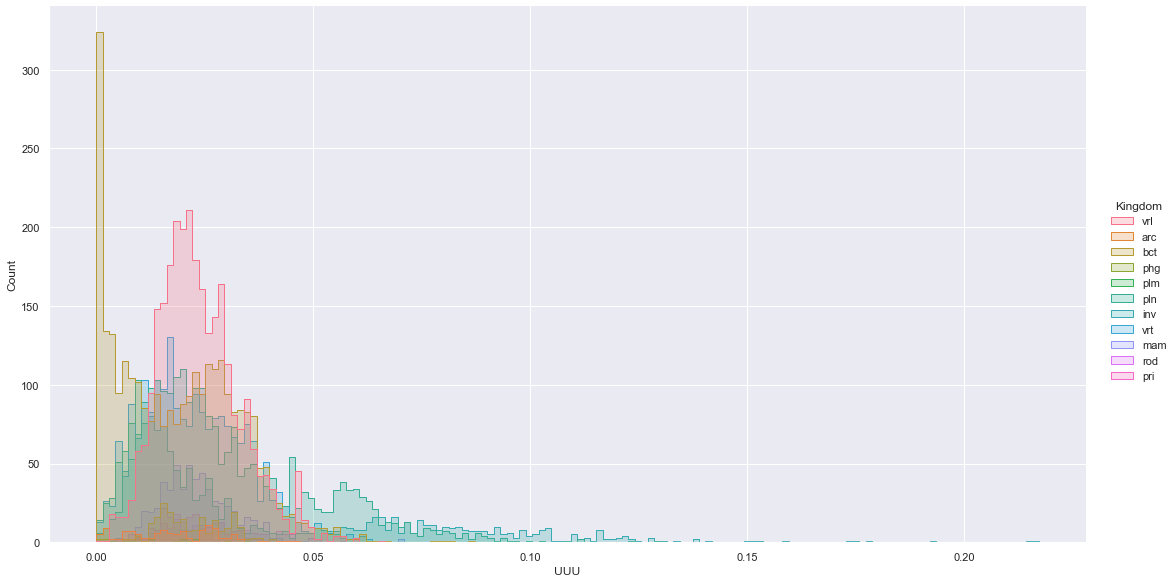 300
250
200
150
100
50
0
Count
0.00
0.05
0.10
0.15
0.20
UUU
Kingdom
vrl
arc
bct
phg
plm
pln
inv
vrt
mam
rod
pri